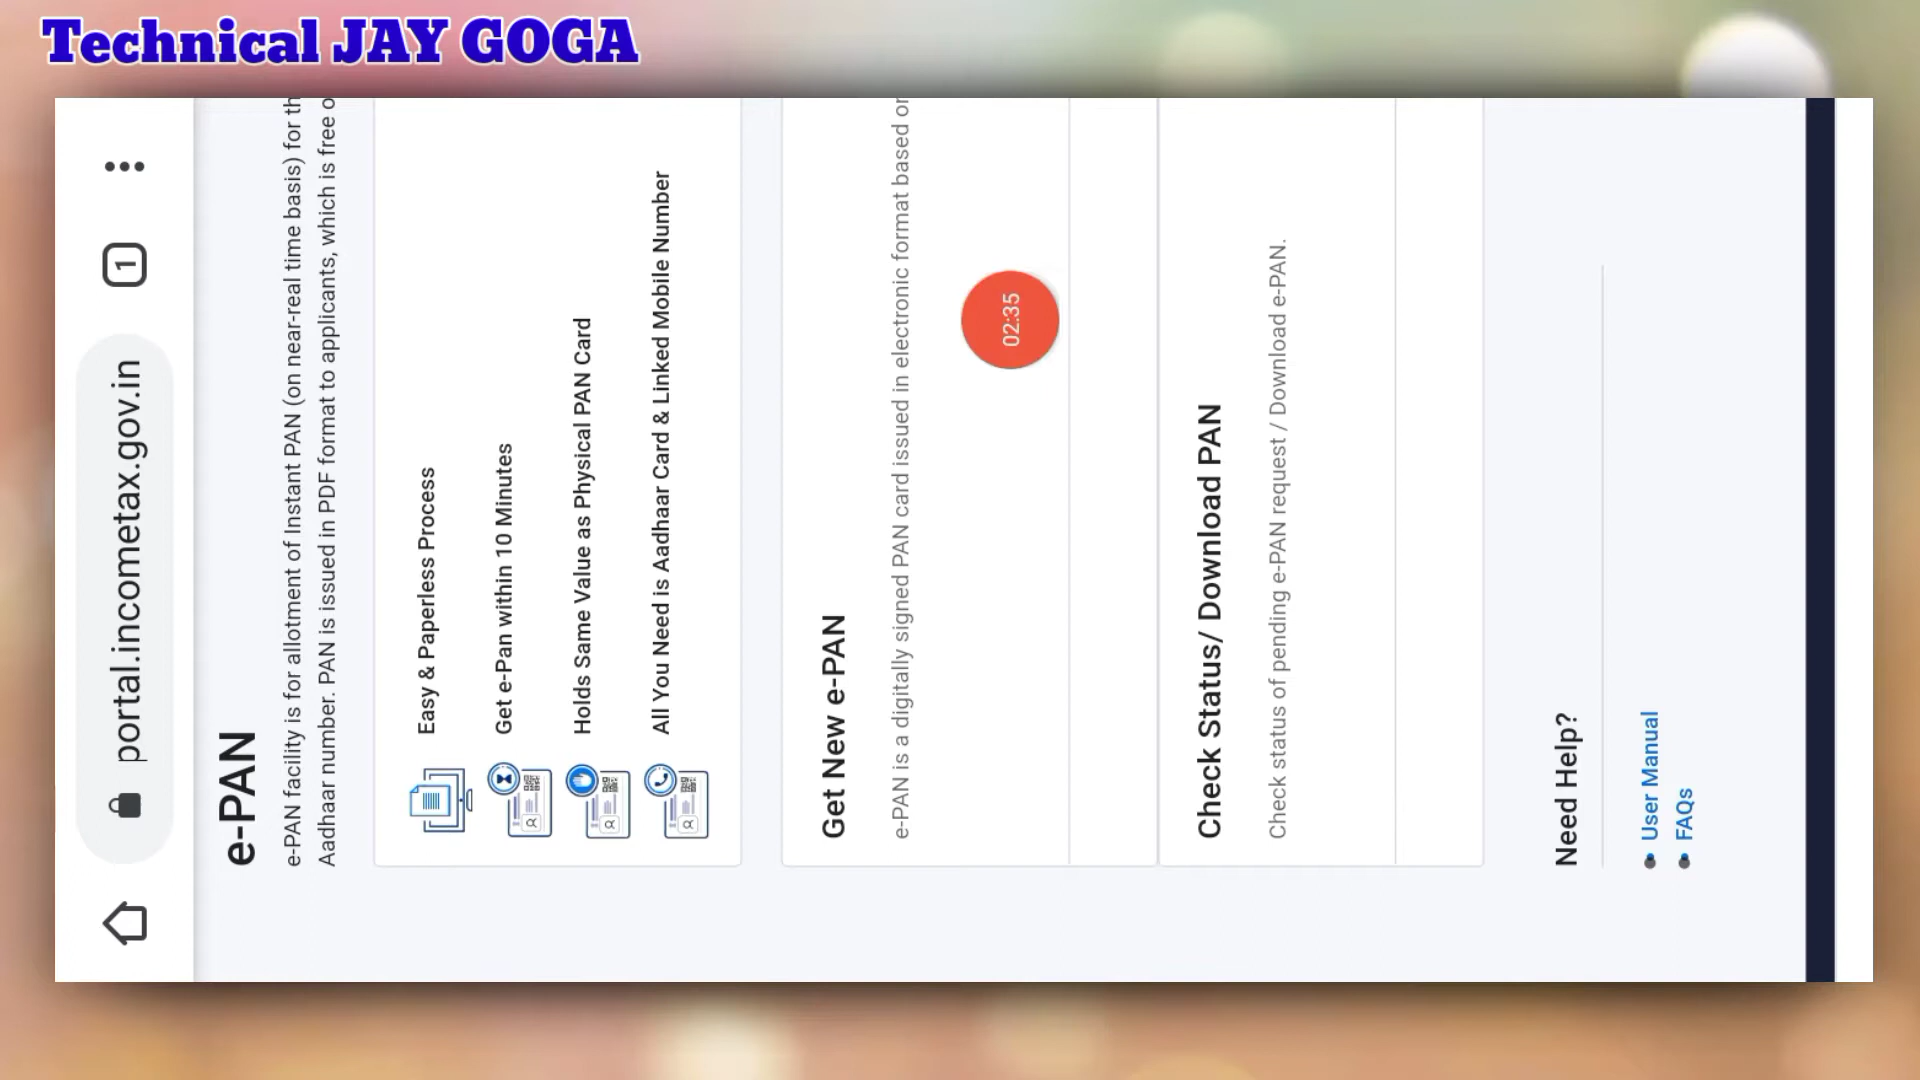 Technical JAY GOGA
portal.incometax.gov.in
1
e-PAN
e-PAN facility is for allotment of Instant PAN (on near-real time basis) for
Aadhaar number. PAN is issued in PDF format to applicants, which is free
Easy & Paperless Process
Get e-Pan within 10 Minutes
Holds Same Value as Physical PAN Card
All You Need is Aadhaar Card & Linked Mobile Number
Get New e-PAN
e-PAN is a digitally signed PAN card issued in electronic format based
02:35
Check Status/ Download PAN
Check status of pending e-PAN request / Download e-PAN.
Need Help?
User Manual
FAQs